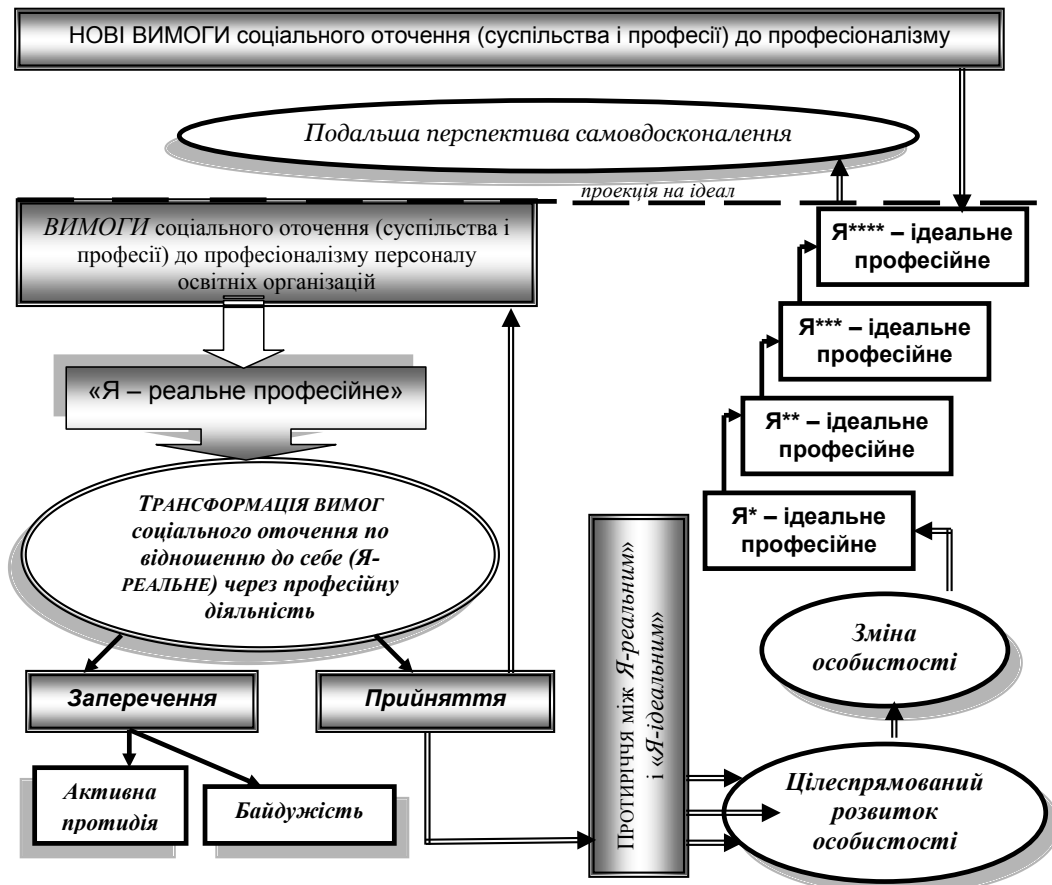 НОВІ ВИМОГИ соціального оточення (суспільства і професії) до професіоналізму
Подальша перспектива самовдосконалення
проекція на ідеал
ВИМОГИ соціального оточення (суспільства і
професії) до професіоналізму персоналу
освітніх організацій
«Я – реальне професійне»
ТРАНСФОРМАЦІЯ ВИМОГ
соціального оточення по
відношенню до себе (Я-
РЕАЛЬНЕ) через професійну
діяльність
Заперечення
Прийняття
Активна
протидія
Байдужість
ПРОТИРІЧЧЯ між Я-реальним»
і «Я-ідеальним»
Я**** – ідеальне
професійне
Я*** – ідеальне
професійне
Я** – ідеальне
професійне
Я* – ідеальне
професійне
Зміна
особистості
Цілеспрямований
розвиток
особистості